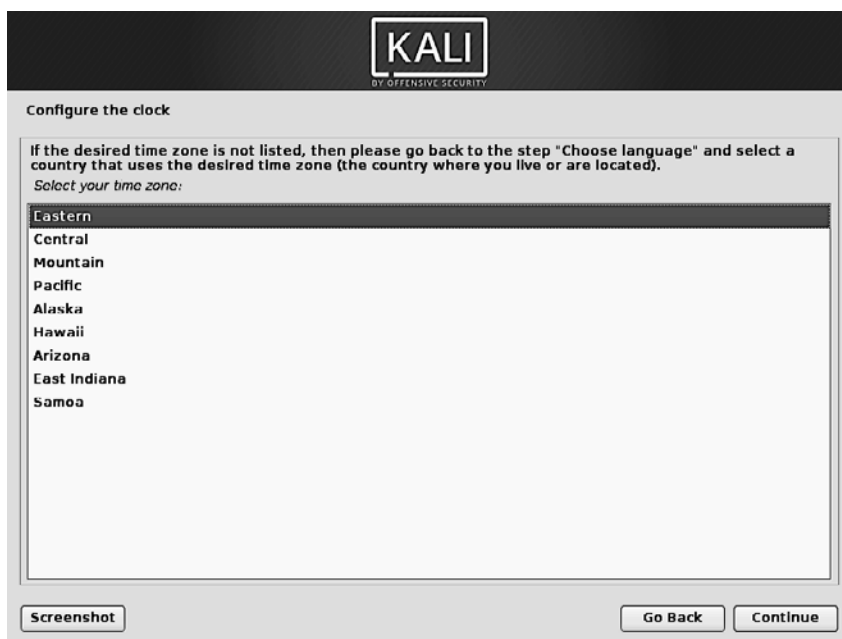 KALI
BY OFFENSIVE SECURITY
Configure the clock
If the desired time zone is not listed, then please go back to the step "Choose language" and select a
country that uses the desired time zone (the country where you live or are located).
Select your time zone:
Eastern
Central
Mountain
Pacific
Alaska
Hawaii
Arizona
East Indiana
Samoa
Screenshot
Go Back
Continue